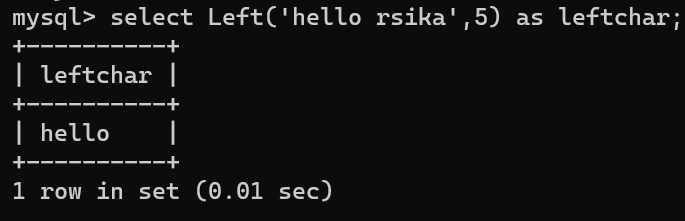 mysql> select Left('hello rsika',5) as leftchar;
+----------+
| leftchar |
+----------+
| hello    |
+----------+
1 row in set (0.01 sec)